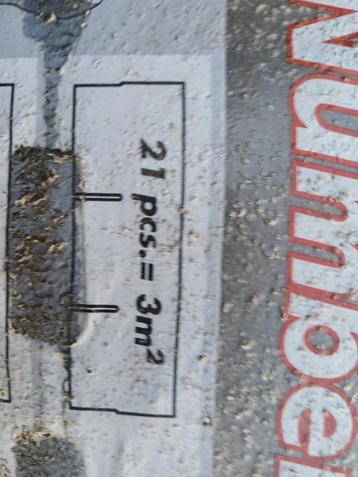 21 pcs.= 3m²
Number